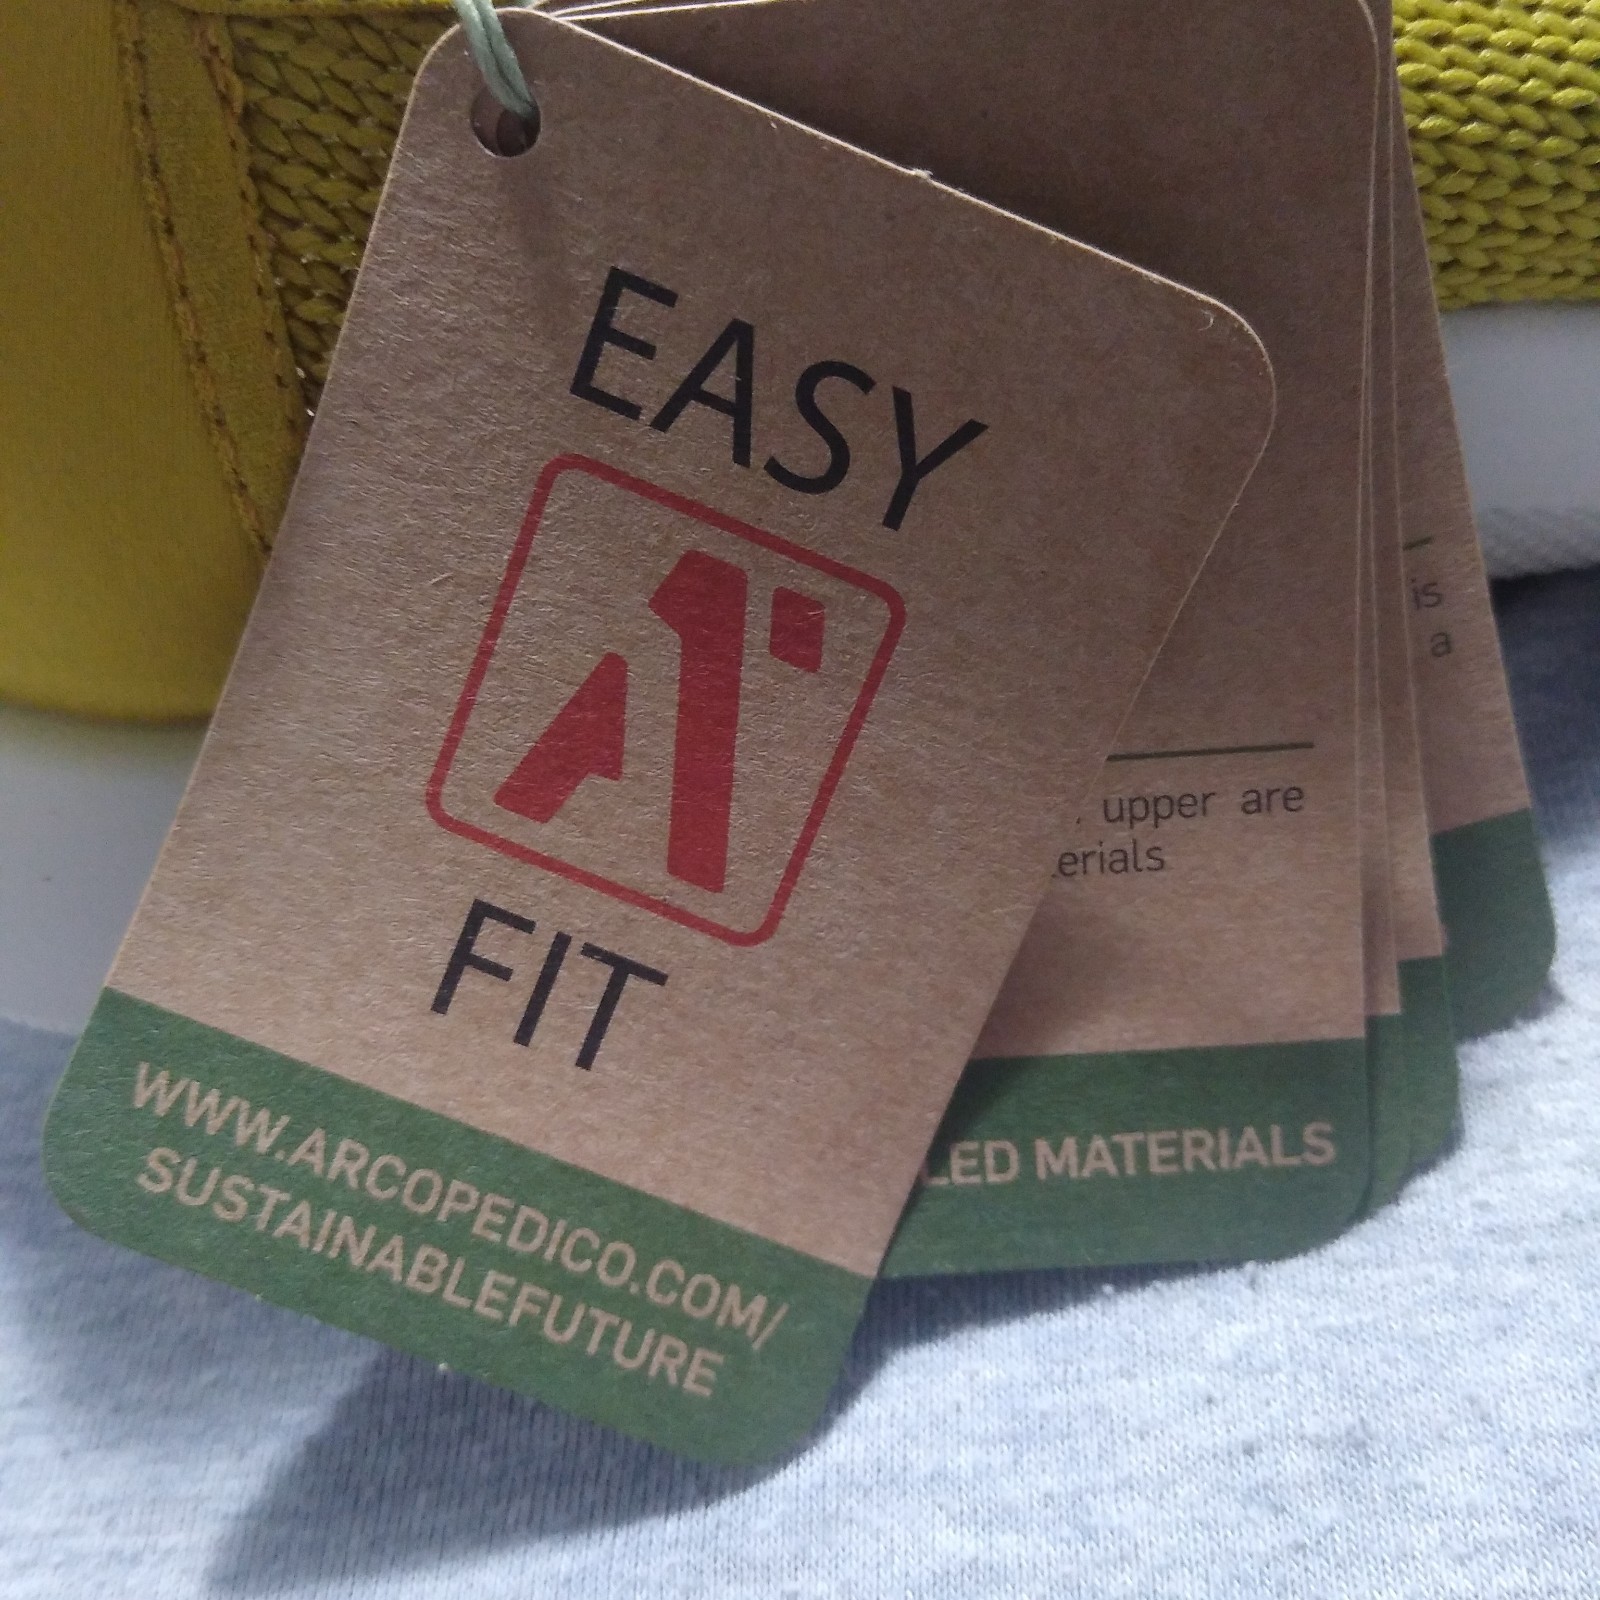 EASY
FIT
WWW.ARCOPEDICO.COM/
SUSTAINABLEFUTURE
upper are
erials
LED MATERIALS
is
a